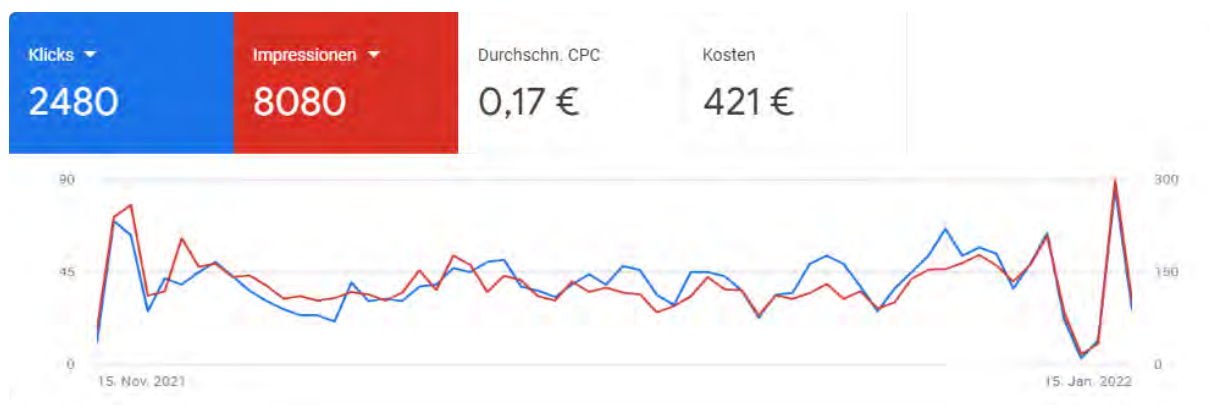 Klicks Impressionen Durchschn. CPC Kosten
2480 8080 0,17 € 421 €
90 300
45 150
0 0
15. Nov. 2021 15. Jan. 2022